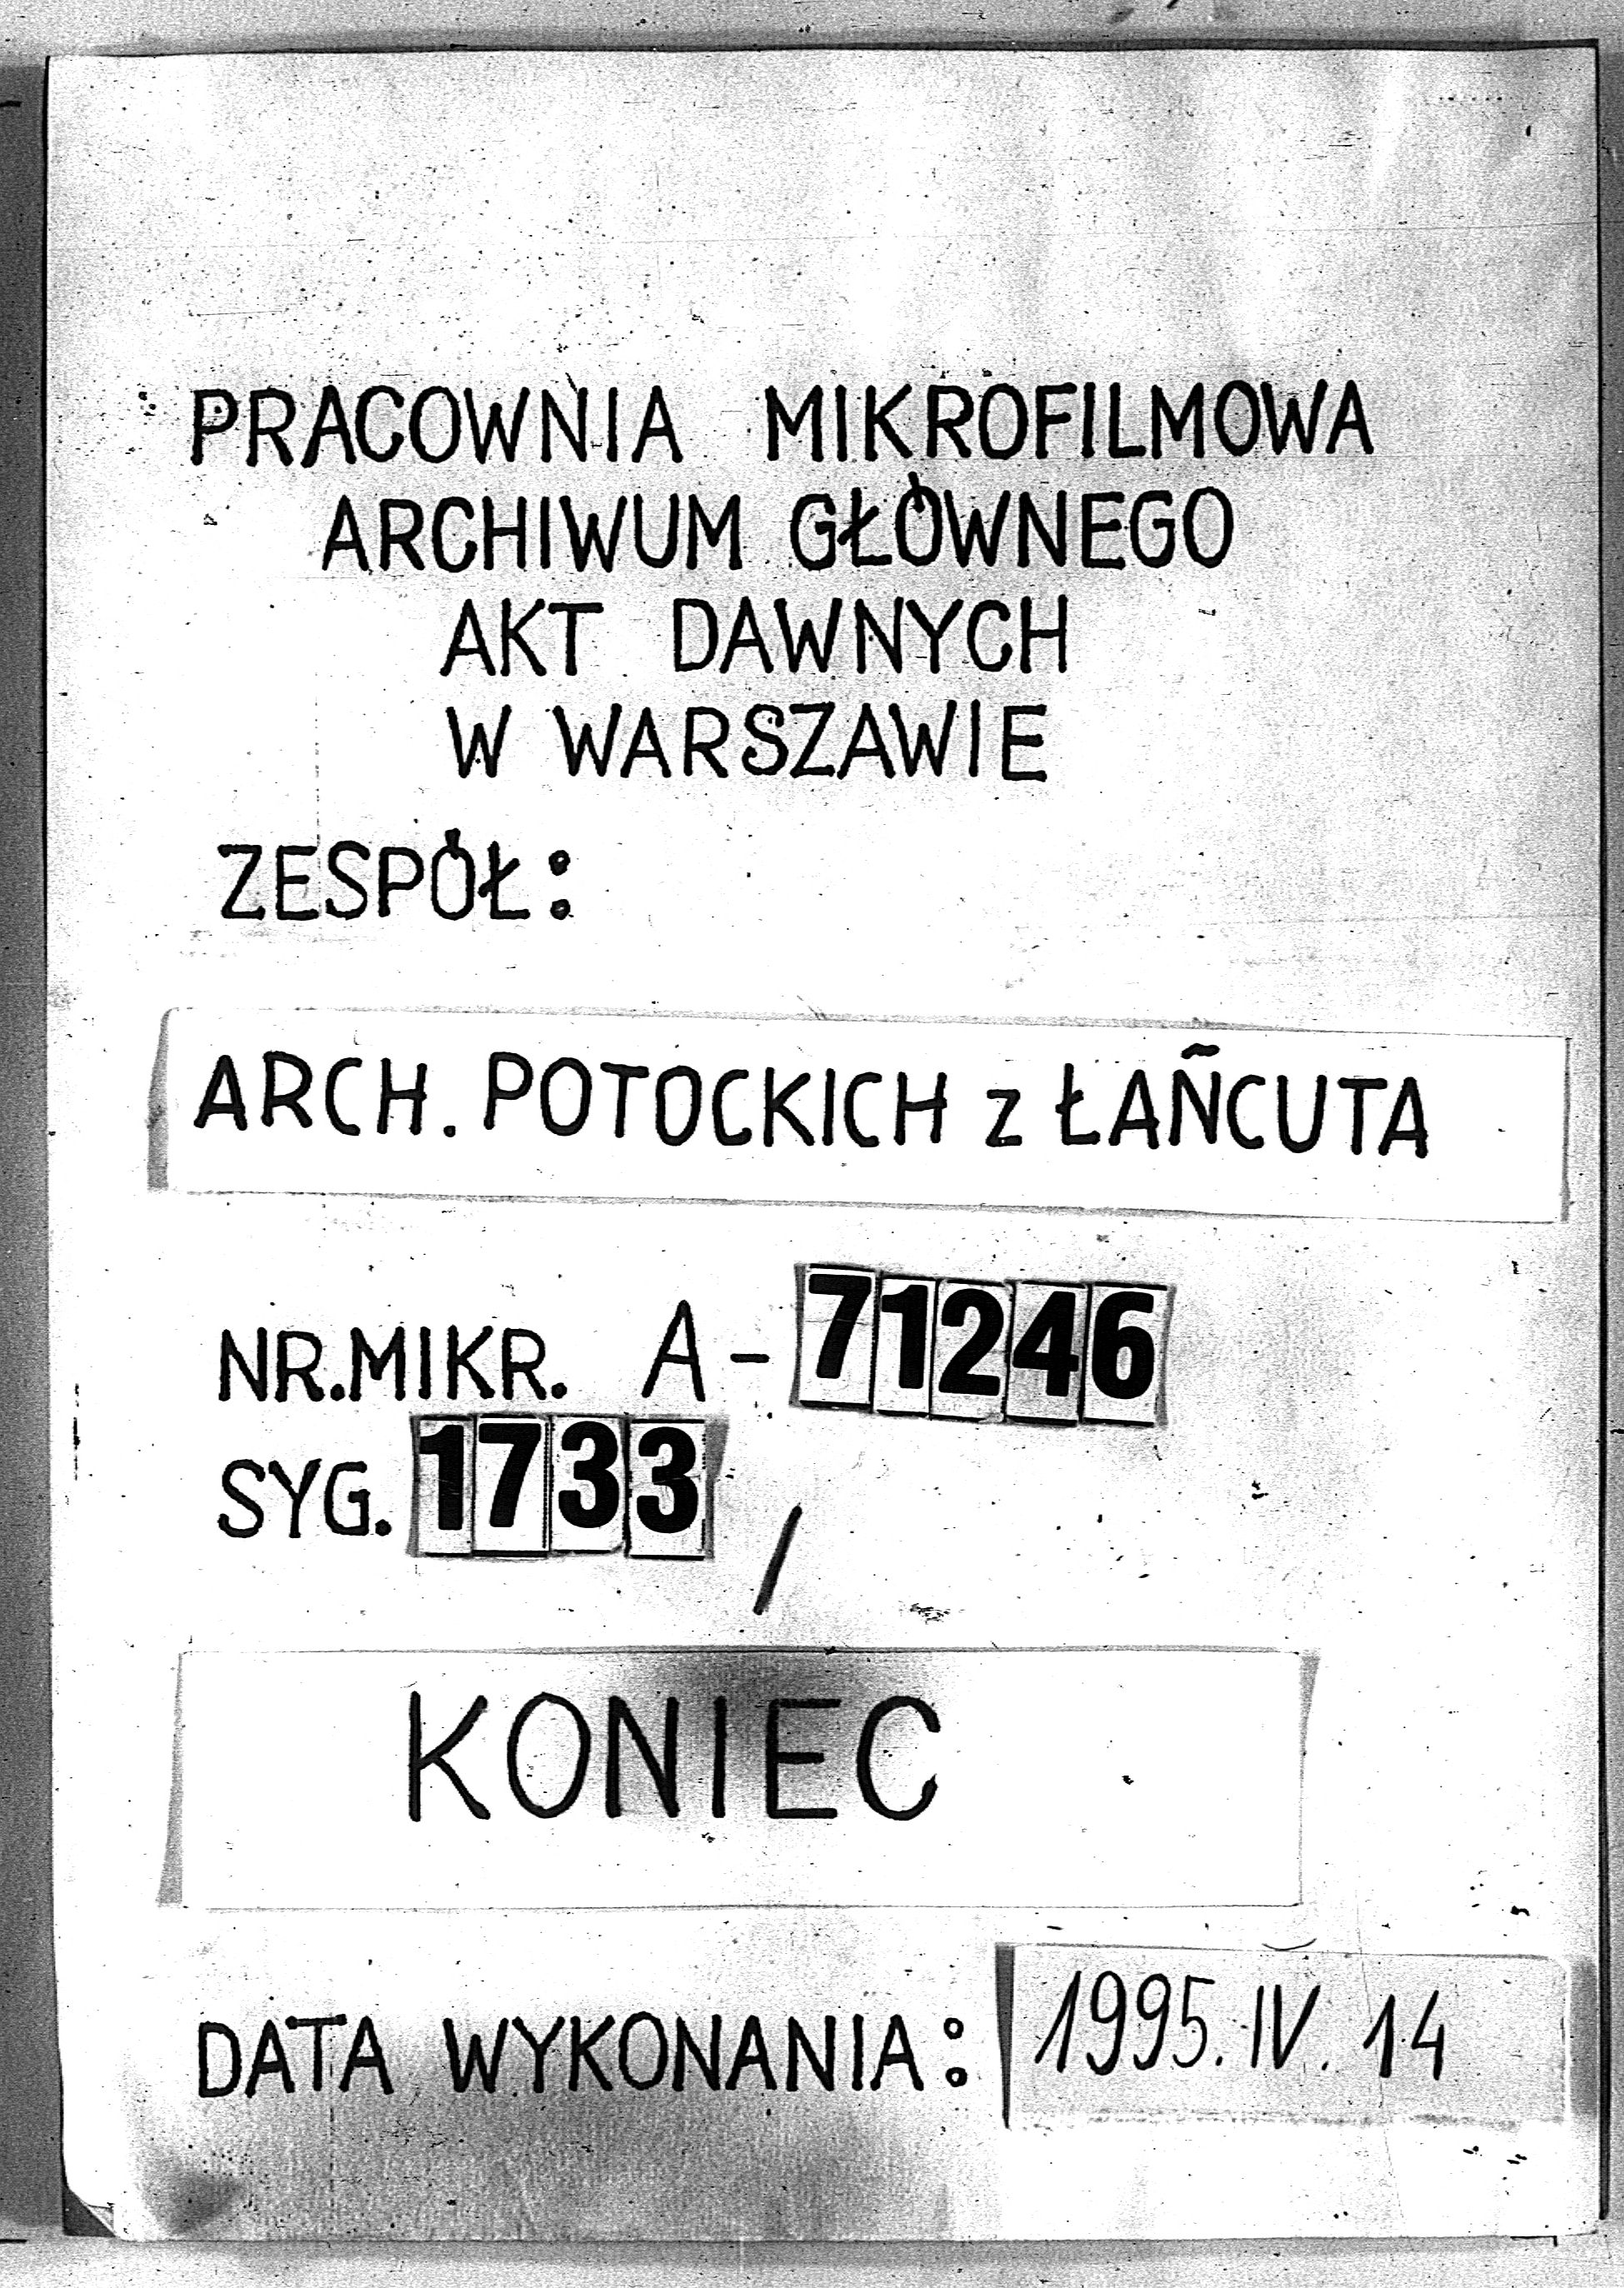 PRACOWNIA MIKROFILMOWA
ARCHIWUM GŁÓWNEGO
AKT DAWNYCH
W WARSZAWIE
ZESPÓŁ:
ARCH. POTOCKICH z ŁAŃCUTA
NR.MIKR. A-71246
SYG. 1733 /
KONIEC
DATA WYKONANIA: 1995.IV.14